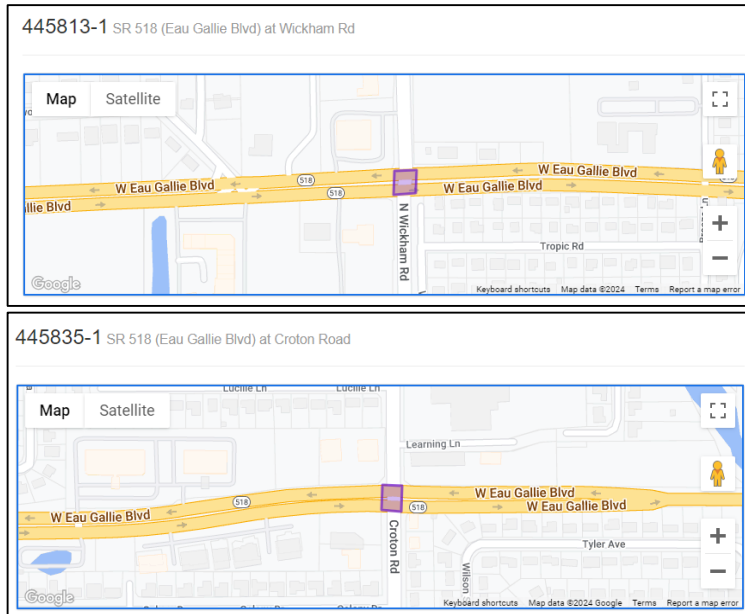 445813-1 SR 518 (Eau Gallie Blvd) at Wickham Rd
Map Satellite
W Eau Gallie Blvd
518
W Eau Gallie Blvd
518
W Eau Gallie Blvd
llie Blvd
N Wickham Rd
Tropic Rd
Google
Keyboard shortcuts Map data ©2024 Terms Report a map error
445835-1 SR 518 (Eau Gallie Blvd) at Croton Road
Lucille Ln Lucille Ln
Map Satellite
Learning Ln
W Eau Gallie Blvd
518
518
W Eau Gallie Blvd
W Eau Gallie Blvd
Croton Rd
Tyler Ave
Wilson
Google
Keyboard shortcuts Map data ©2024 Google Terms Report a map error